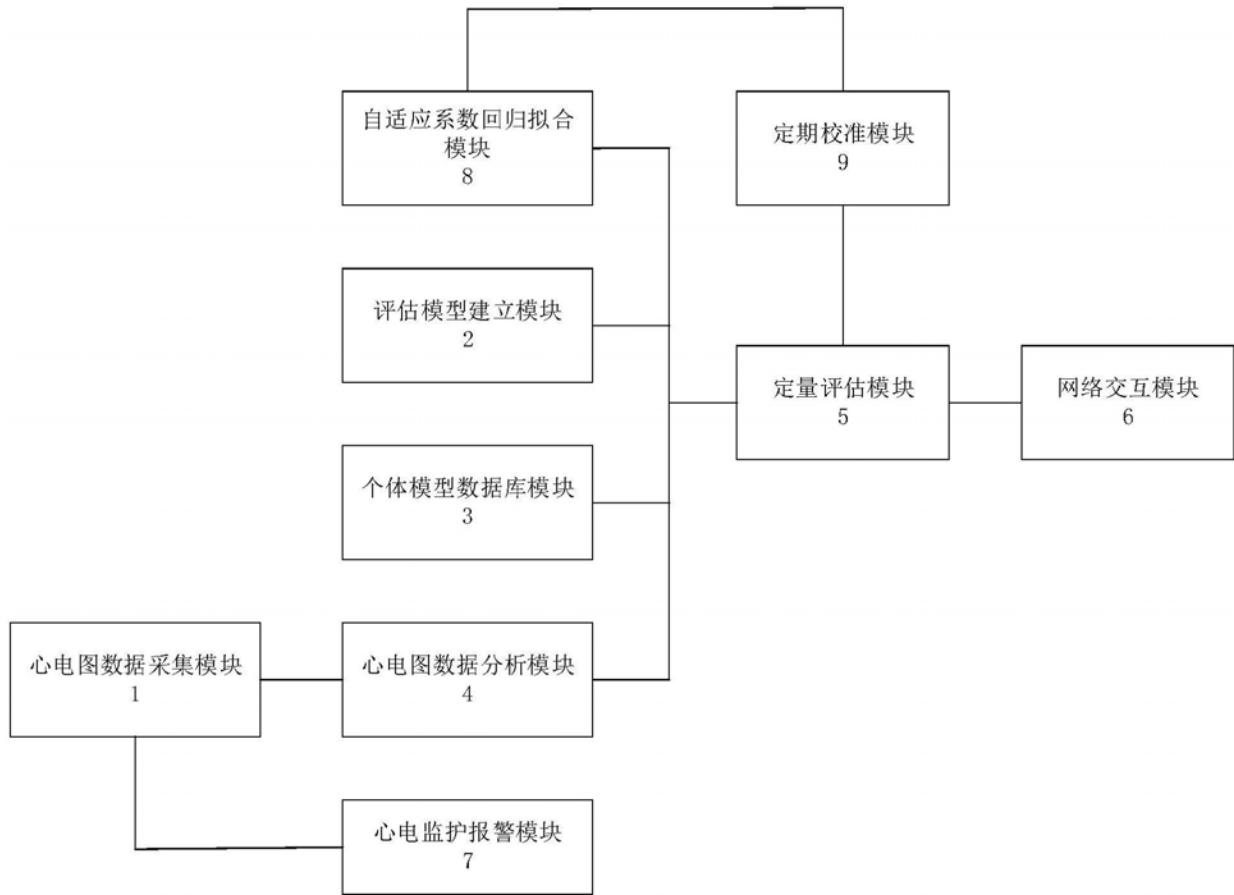 自适应系数回归拟合
模块
8
定期校准模块
9
评估模型建立模块
2
定量评估模块
5
网络交互模块
6
个体模型数据库模块
3
心电图数据采集模块
1
心电图数据分析模块
4
心电监护报警模块
7